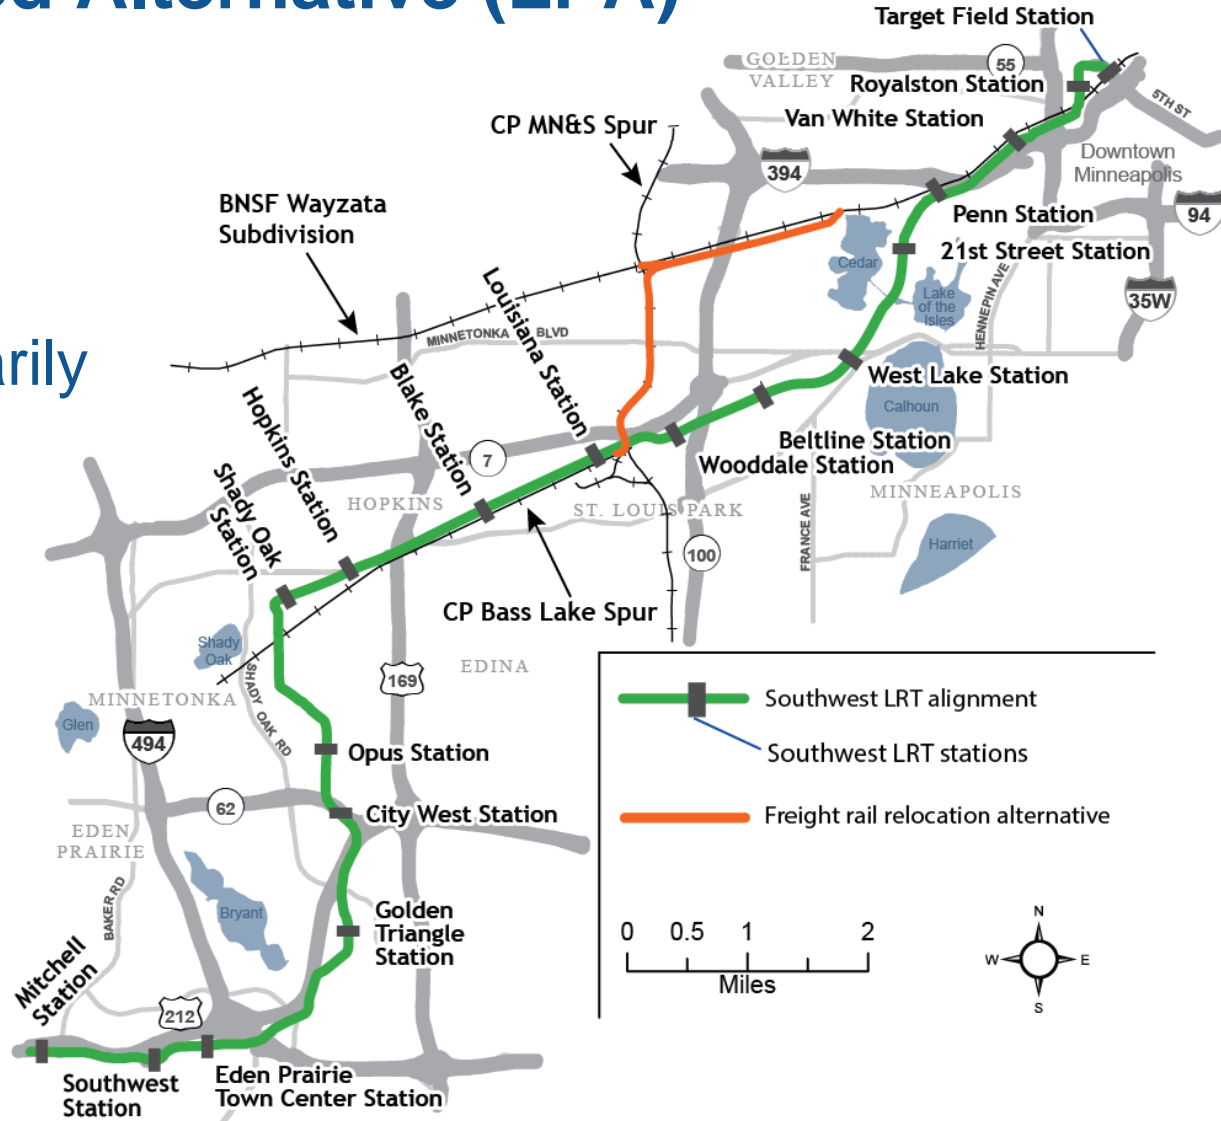 ed Alternative (LPA)
arily
Target Field Station
GOLDEN
VALLEY
55
Royalston Station
5TH ST
Van White Station
CP MN&S Spur
Downtown
Minneapolis
394
BNSF Wayzata
Subdivision
Penn Station
94
21st Street Station
Cedar
Lake
of the
Isles
HENNEPIN AVE
35W
Louisiana Station
MINNETONKA BLVD
West Lake Station
Blake Station
Hopkins Station
Calhoun
Beltline Station
Wooddale Station
7
Shady Oak
Station
HOPKINS
ST. LOUIS PARK
MINNEAPOLIS
FRANCE AVE
Harriet
100
CP Bass Lake Spur
Shady
Oak
EDINA
169
MINNETONKA
SHADY OAK RD
Glen
494
Southwest LRT alignment
Southwest LRT stations
Freight rail relocation alternative
Opus Station
62
City West Station
EDEN
PRAIRIE
BAKER RD
Bryant
Golden
Triangle
Station
0 0.5 1 2
Miles
N
W E
S
Mitchell
Station
212
Southwest
Station
Eden Prairie
Town Center Station